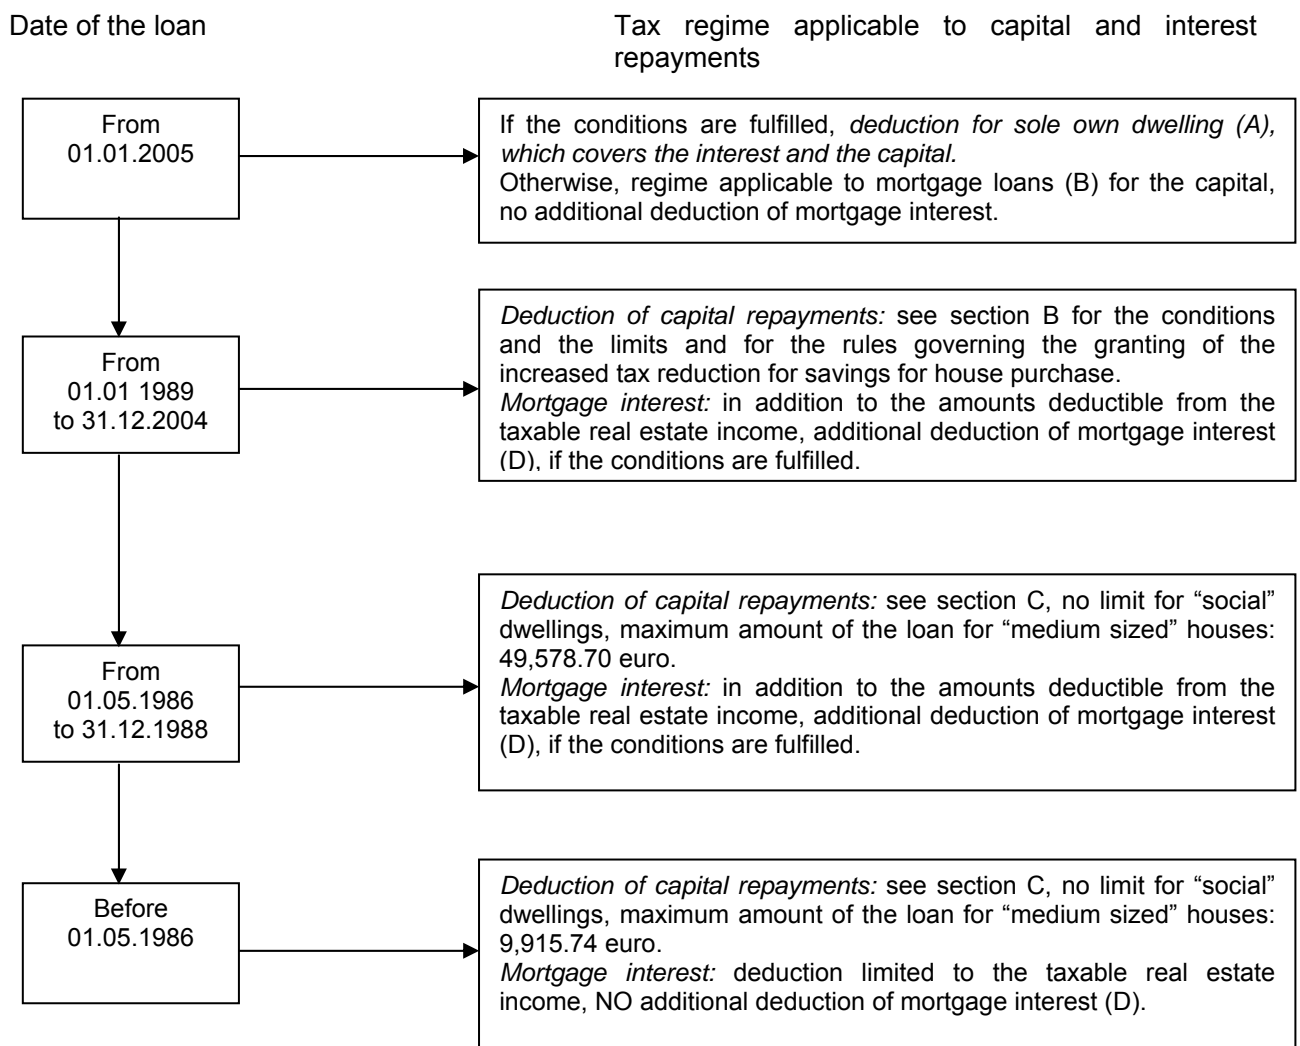 Date of the loan
Tax regime applicable to capital and interest
repayments
From
01.01.2005
If the conditions are fulfilled, deduction for sole own dwelling (A),
which covers the interest and the capital.
Otherwise, regime applicable to mortgage loans (B) for the capital,
no additional deduction of mortgage interest.
From
01.01 1989
to 31.12.2004
Deduction of capital repayments: see section B for the conditions
and the limits and for the rules governing the granting of the
increased tax reduction for savings for house purchase.
Mortgage interest: in addition to the amounts deductible from the
taxable real estate income, additional deduction of mortgage interest
(D), if the conditions are fulfilled.
From
01.05.1986
to 31.12.1988
Deduction of capital repayments: see section C, no limit for “social”
dwellings, maximum amount of the loan for “medium sized” houses:
49,578.70 euro.
Mortgage interest: in addition to the amounts deductible from the
taxable real estate income, additional deduction of mortgage interest
(D), if the conditions are fulfilled.
Before
01.05.1986
Deduction of capital repayments: see section C, no limit for “social”
dwellings, maximum amount of the loan for “medium sized” houses:
9,915.74 euro.
Mortgage interest: deduction limited to the taxable real estate
income, NO additional deduction of mortgage interest (D).